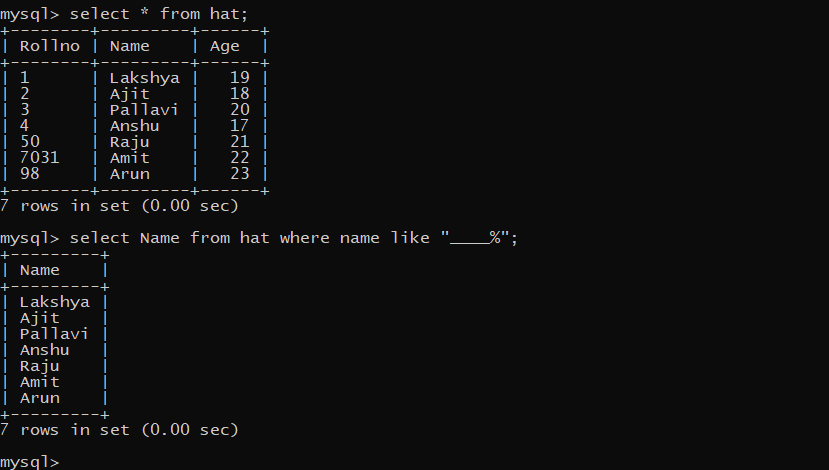 mysql> select * from hat;
+--------+---------+------+
| Rollno | Name    | Age  |
+--------+---------+------+
| 1      | Lakshya |   19 |
| 2      | Ajit    |   18 |
| 3      | Pallavi |   20 |
| 4      | Anshu   |   17 |
| 50     | Raju    |   21 |
| 7031   | Amit    |   22 |
| 98     | Arun    |   23 |
+--------+---------+------+
7 rows in set (0.00 sec)
mysql> select Name from hat where name like "____%";
+---------+
| Name    |
+---------+
| Lakshya |
| Ajit    |
| Pallavi |
| Anshu   |
| Raju    |
| Amit    |
| Arun    |
+---------+
7 rows in set (0.00 sec)
mysql>